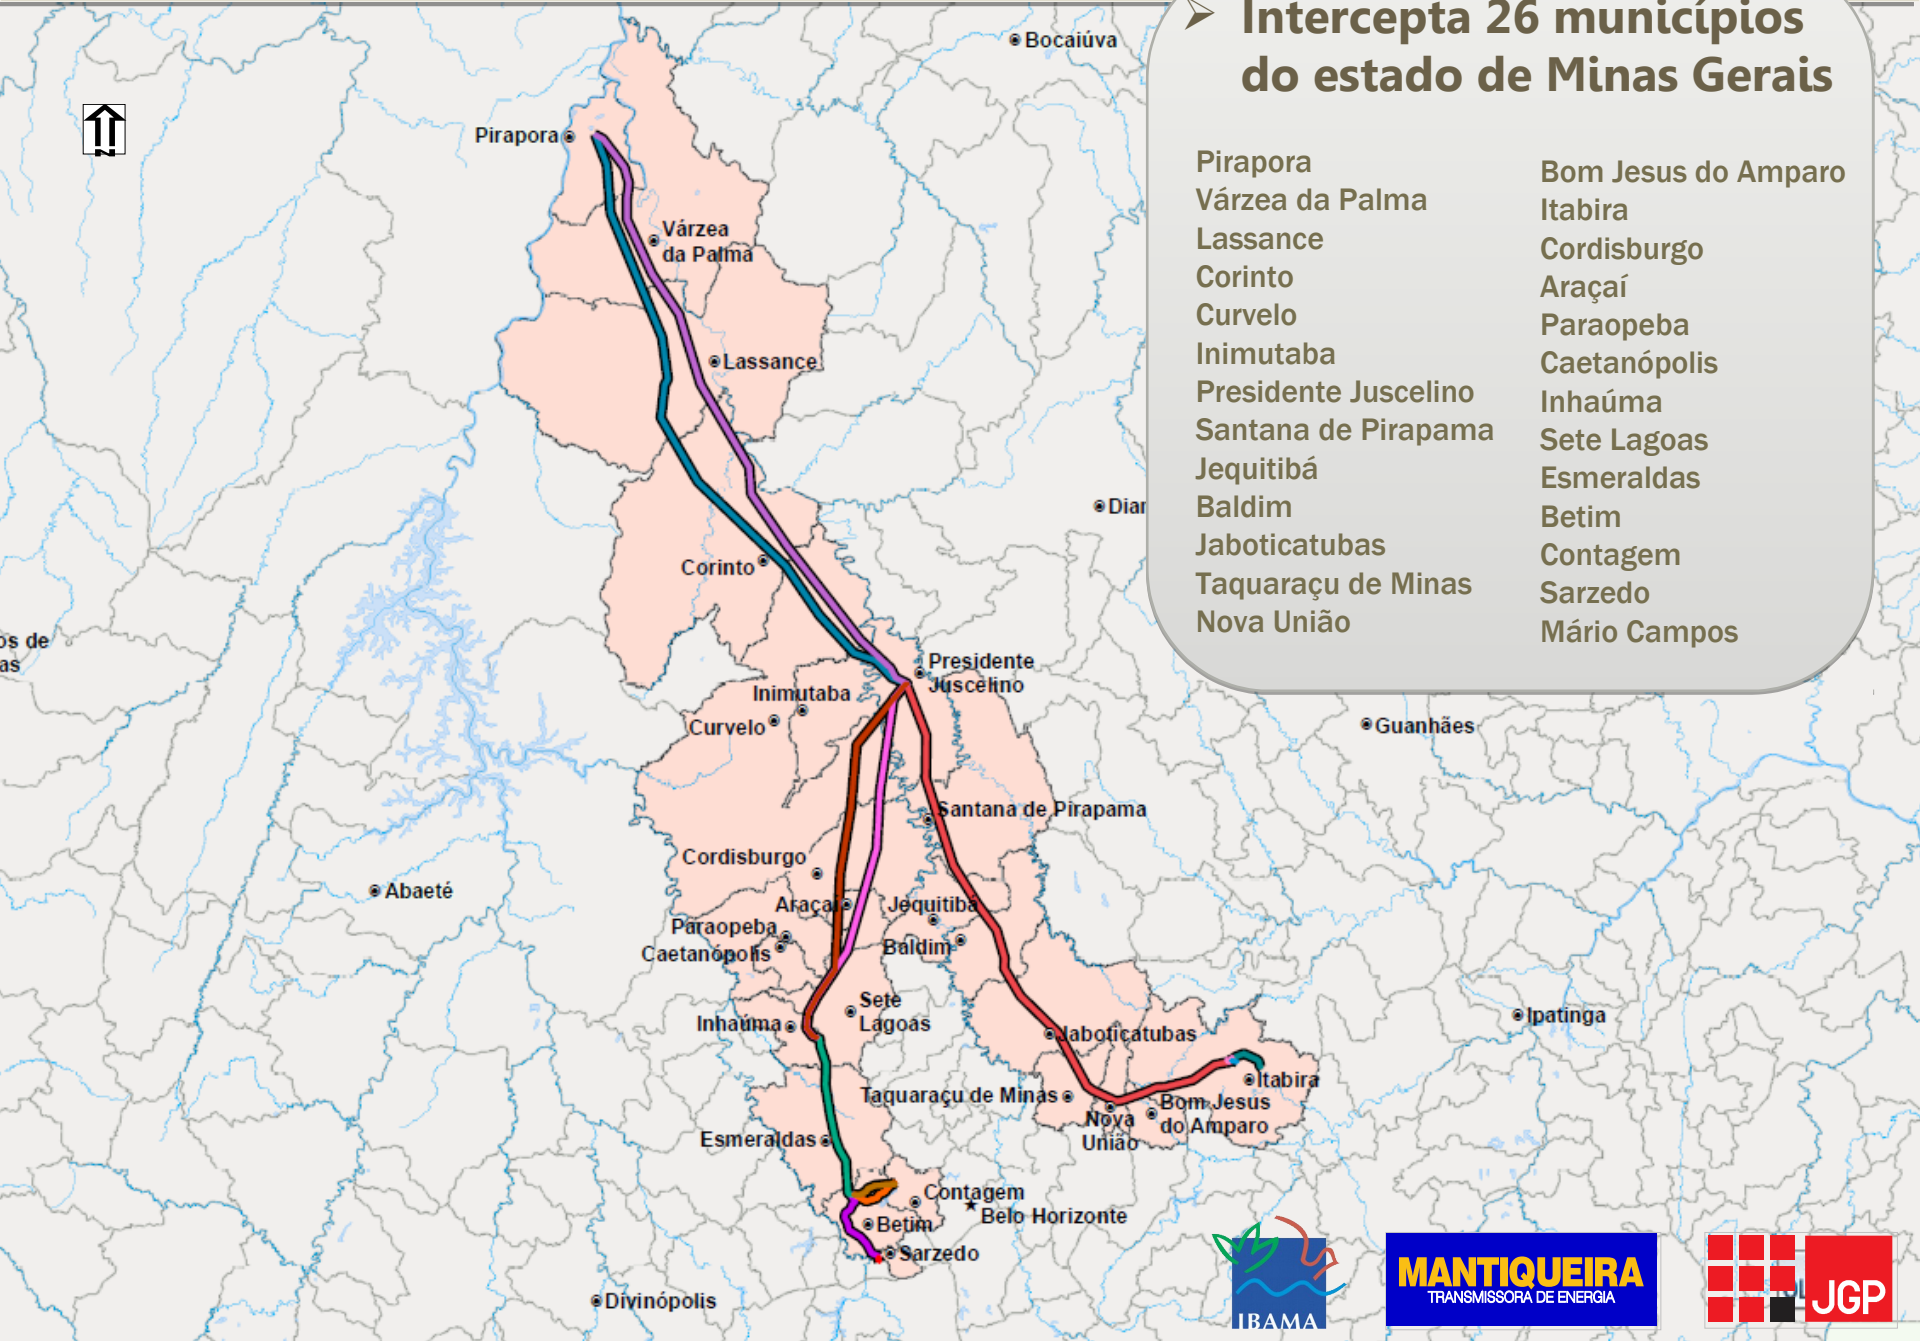 Intercepta 26 municípios
do estado de Minas Gerais
Pirapora
Várzea da Palma
Lassance
Corinto
Curvelo
Inimutaba
Presidente Juscelino
Santana de Pirapama
Jequitibá
Baldim
Jaboticatubas
Taquaraçu de Minas
Nova União
Bom Jesus do Amparo
Itabira
Cordisburgo
Araçaí
Paraopeba
Caetanópolis
Inhaúma
Sete Lagoas
Esmeraldas
Betim
Contagem
Sarzedo
Mário Campos
Bocaiúva
N
Pirapora
Várzea
da Palma
Lassance
Diar
Corinto
os de
as
Presidente
Juscelino
Inimutaba
Curvelo
Guanhães
Santana de Pirapama
Cordisburgo
Abaeté
Araçaí
Jequitibá
Paraopeba
Caetanópolis
Baldim
Sete
Lagoas
Inhaúma
Ipatinga
Jaboticatubas
Itabira
Taquaraçu de Minas
Bom Jesus
do Amparo
Nova
União
Esmeraldas
Contagem
Belo Horizonte
Betim
Sarzedo
Divinópolis
IBAMA
MANTIQUEIRA
TRANSMISSORA DE ENERGIA
JGP